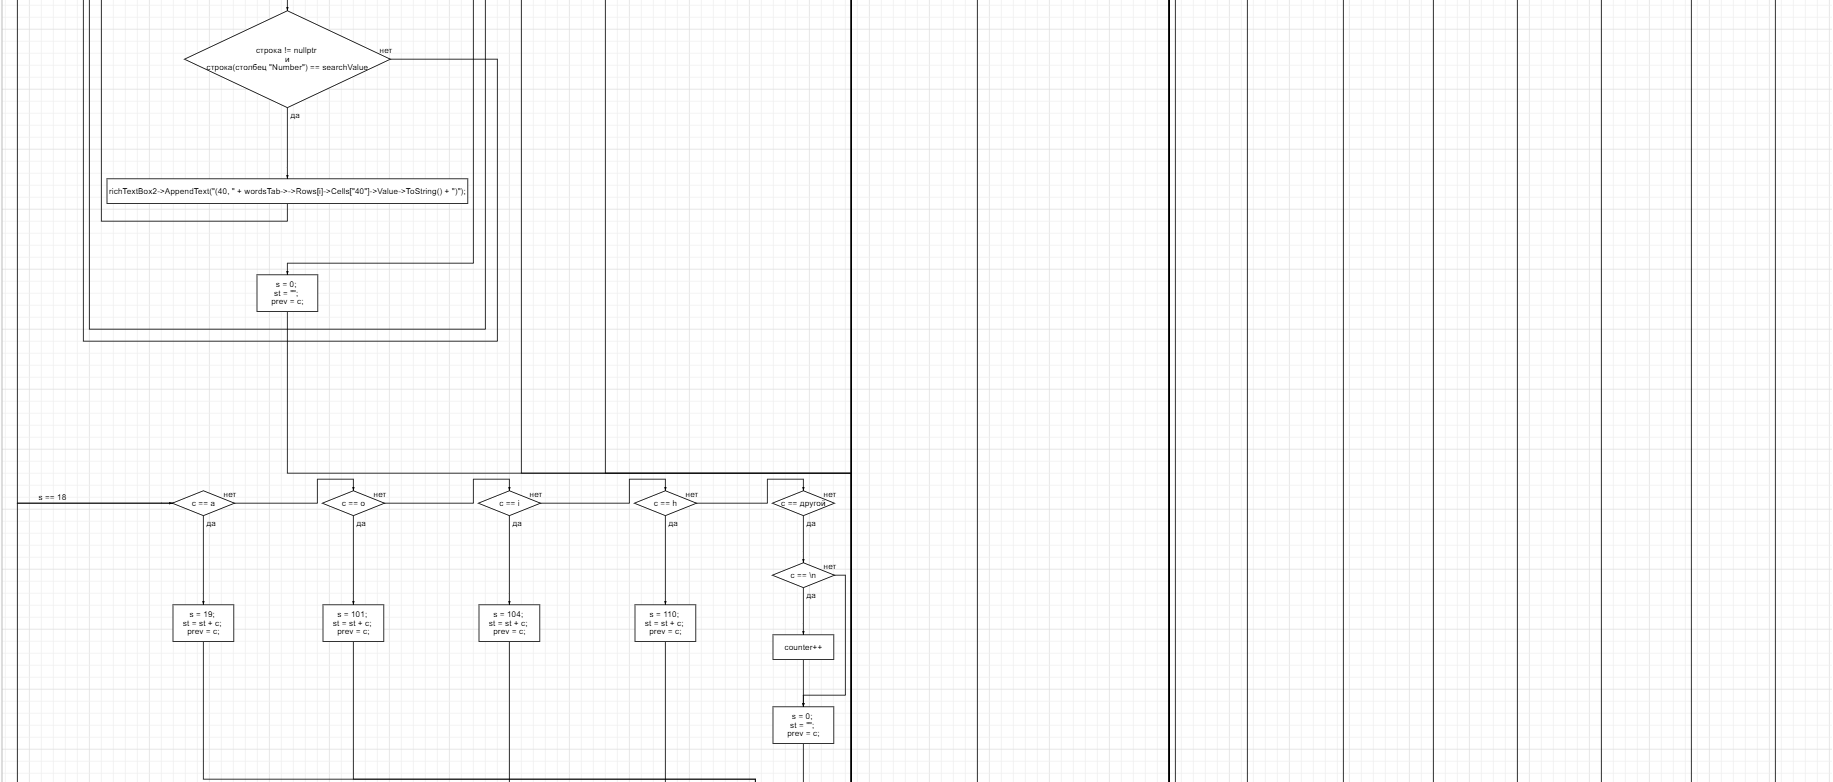 строка != nullptr
и
строка(столбец "Number") == searchValue
нет
да
richTextBox2->AppendText("(40, " + wordsTab->->Rows[i]->Cells["40"]->Value->ToString() + ")");
s = 0;
st = "";
prev = c;
s == 18
c == a
нет
c == o
нет
c == i
нет
c == h
нет
c == другой
нет
да
да
да
да
да
c == \n
нет
да
s = 19;
st = st + c;
prev = c;
s = 101;
st = st + c;
prev = c;
s = 104;
st = st + c;
prev = c;
s = 110;
st = st + c;
prev = c;
counter++
s = 0;
st = "";
prev = c;